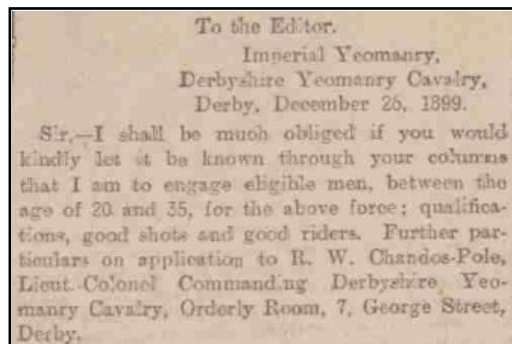 To the Editor.
Imperial Yeomanry,
Derbyshire Yeomanry Cavalry,
Derby, December 26, 1899.
Sir,—I shall be much obliged if you would
kindly let it be known through your columns
that I am to engage eligible men, between the
age of 20 and 35, for the above force; qualifica-
tions, good shots and good riders. Further par-
ticulars on application to R. W. Chandos-Pole,
Lieut.-Colonel Commanding Derbyshire Yeo-
manry Cavalry, Orderly Room, 7, George Street,
Derby.